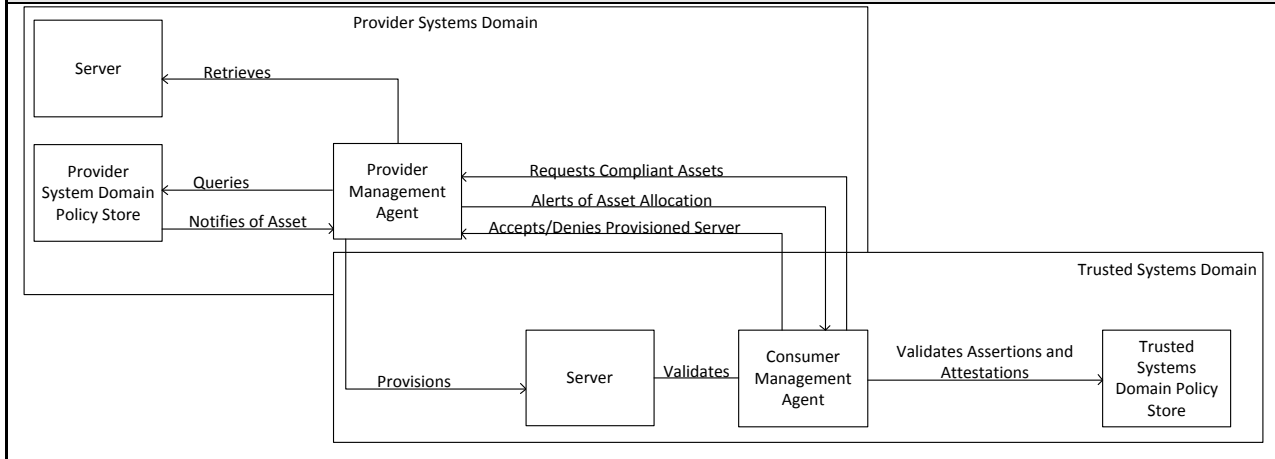 Provider Systems Domain
Server
Retrieves
Provider
System Domain
Policy Store
Queries
Notifies of Asset
Provider
Management
Agent
Requests Compliant Assets
Alerts of Asset Allocation
Accepts/Denies Provisioned Server
Trusted Systems Domain
Provisions
Server
Validates
Consumer
Management
Agent
Validates Assertions and
Attestations
Trusted
Systems
Domain Policy
Store